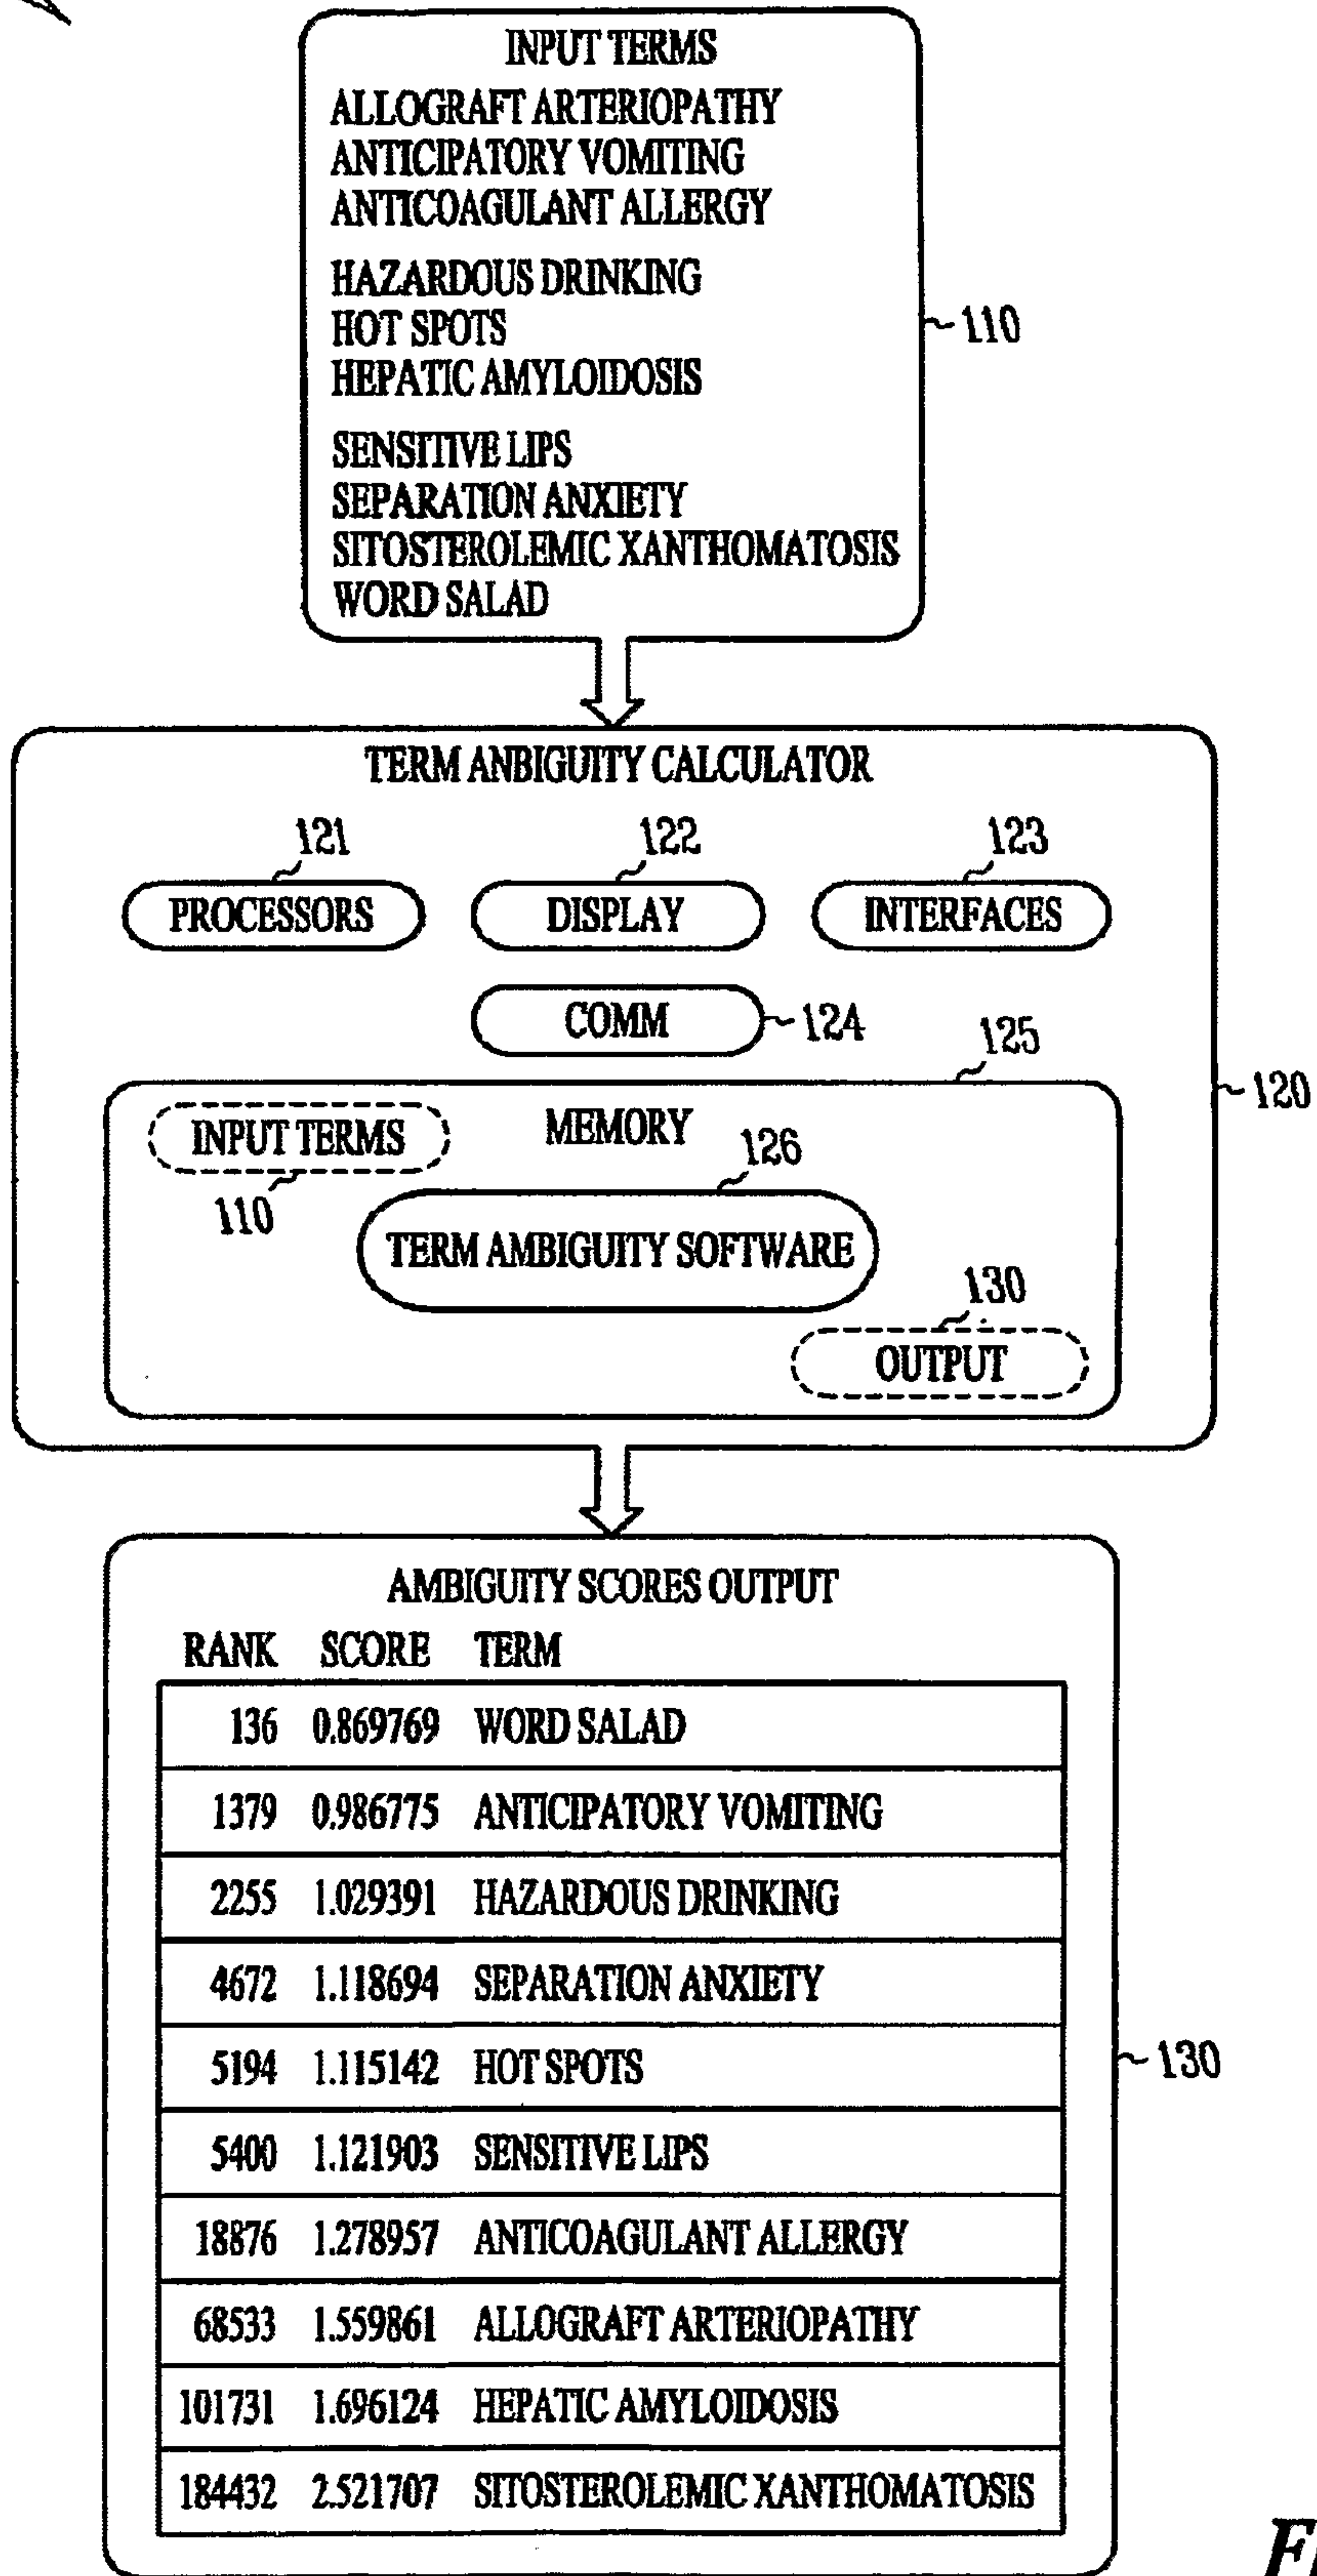 INPUT TERMS
ALLOGRAFT ARTERIOPATHY
ANTICIPATORY VOMITING
ANTICOAGULANT ALLERGY
HAZARDOUS DRINKING
HOT SPOTS
HEPATIC AMYLOIDOSIS
110
SENSITIVE LIPS
SEPARATION ANXIETY
SITOSTEROLEMIC XANTHOMATOSIS
WORD SALAD
TERM ANBIGUITY CALCULATOR
121 122 123
PROCESSORS DISPLAY INTERFACES
COMM 124
125
120
INPUT TERMS MEMORY
126
110
TERM AMBIGUITY SOFTWARE
130
OUTPUT
AMBIGUITY SCORES OUTPUT
RANK SCORE TERM
136 0.869769 WORD SALAD
1379 0.986775 ANTICIPATORY VOMITING
2255 1.029391 HAZARDOUS DRINKING
4672 1.118694 SEPARATION ANXIETY
5194 1.115142 HOT SPOTS
130
5400 1.121903 SENSITIVE LIPS
18876 1.278957 ANTICOAGULANT ALLERGY
68533 1.559861 ALLOGRAFT ARTERIOPATHY
101731 1.696124 HEPATIC AMYLOIDOSIS
184432 2.521707 SITOSTEROLEMIC XANTHOMATOSIS